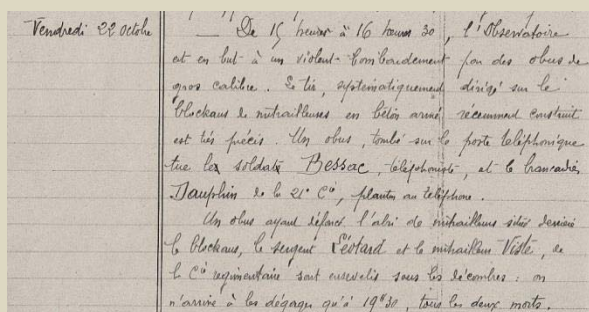 Vendredi 22 octobre
— De 15 heures à 16 heures 30, l'Observatoire
est en but à un violent bombardement par des obus de
gros calibre. Le tir, systématiquement dirigé sur le
blockaus de mitrailleuses en béton armé, récemment construit
est très précis. Un obus, tombé sur le poste téléphonique
tue les soldats Bessac, téléphoniste, et le brancardier
Dauphin de la 21e Cie, planton au téléphone.
Un obus ayant défoncé l'abri de mitrailleurs situé derrière
le blockaus, le sergent Léotard et le mitrailleur Viste, de
la Cie régimentaire sont ensevelis sous les décombres : on
n'arrive à les dégager qu'à 19h30, tous les deux morts.